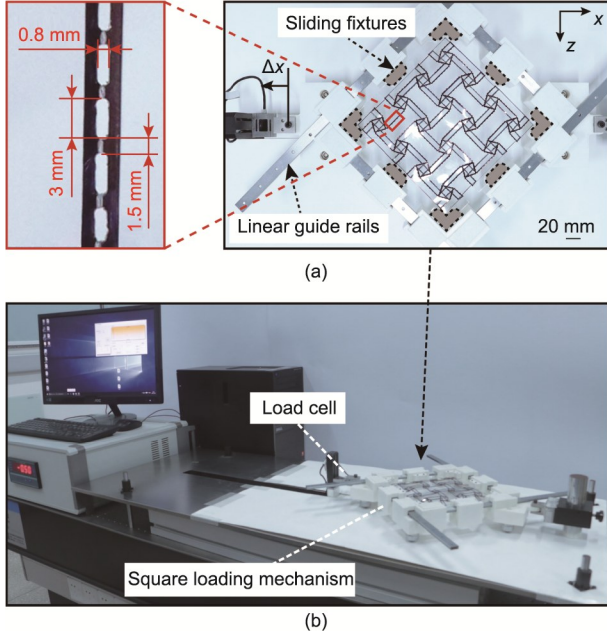 0.8 mm
3 mm
1.5 mm
Sliding fixtures
Δx
x
z
Linear guide rails
20 mm
(a)
Load cell
Square loading mechanism
(b)